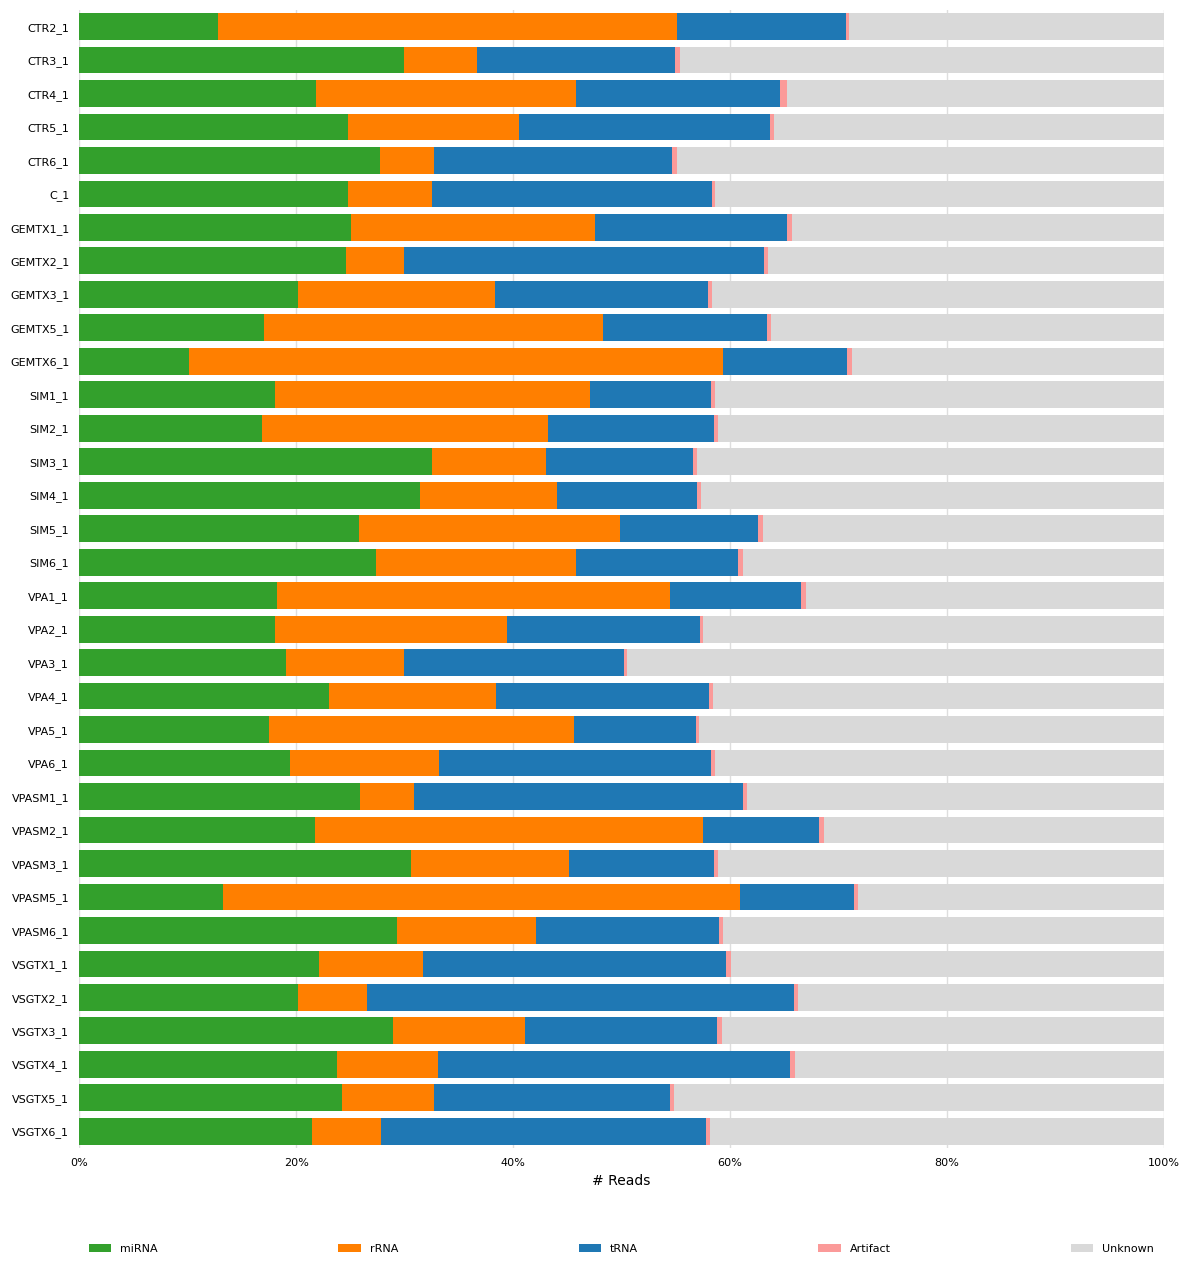 CTR2_1
CTR3_1
CTR4_1
CTR5_1
CTR6_1
C_1
GEMTX1_1
GEMTX2_1
GEMTX3_1
GEMTX5_1
GEMTX6_1
SIM1_1
SIM2_1
SIM3_1
SIM4_1
SIM5_1
SIM6_1
VPA1_1
VPA2_1
VPA3_1
VPA4_1
VPA5_1
VPA6_1
VPASM1_1
VPASM2_1
VPASM3_1
VPASM5_1
VPASM6_1
VSGTX1_1
VSGTX2_1
VSGTX3_1
VSGTX4_1
VSGTX5_1
VSGTX6_1
0% 20% 40% 60% 80% 100%
# Reads
miRNA rRNA tRNA Artifact Unknown